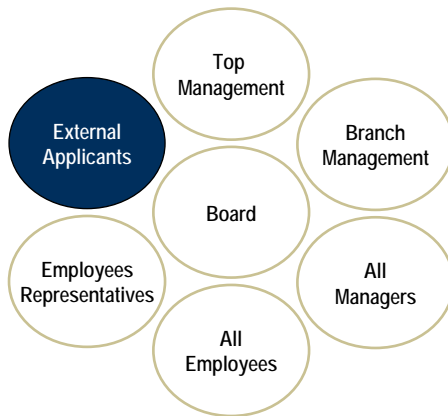 Top
Management
External
Applicants
Branch
Management
Board
Employees
Representatives
All
Managers
All
Employees